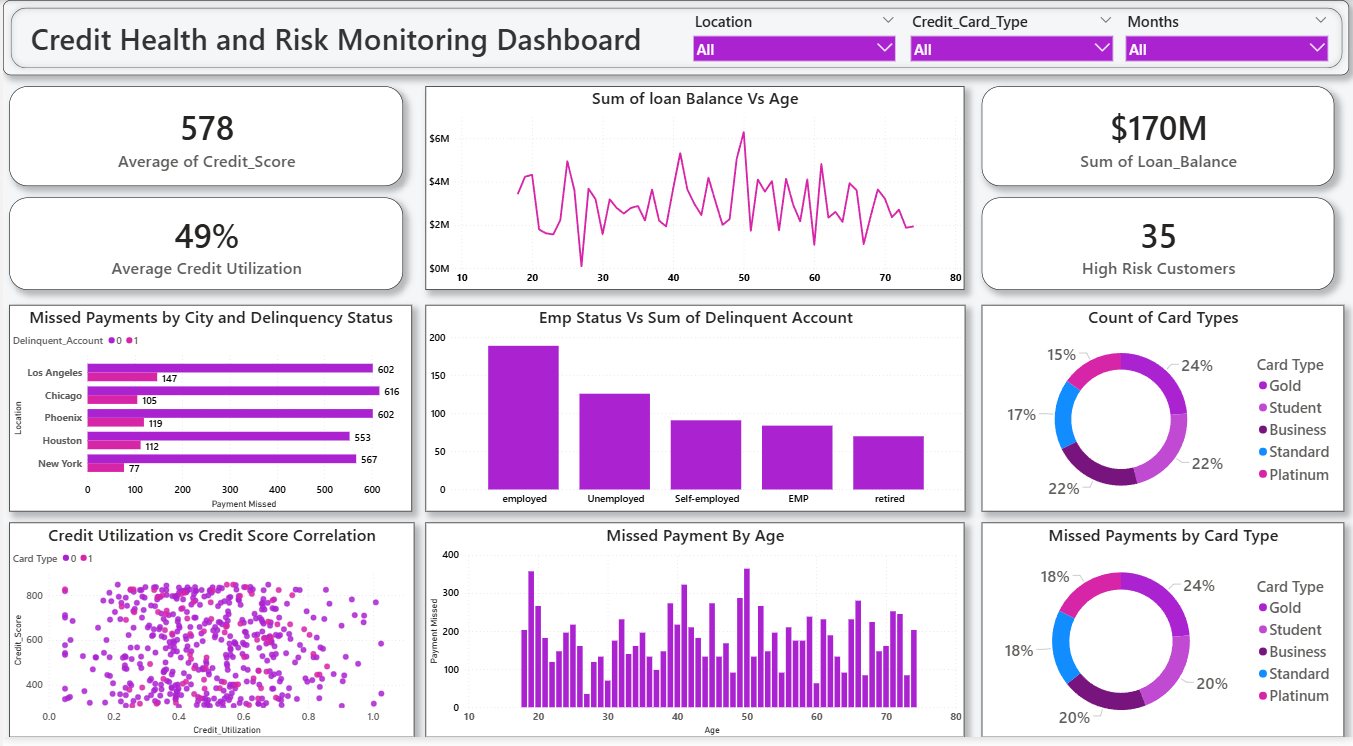 Credit Health and Risk Monitoring Dashboard
Location
All
Credit_Card_Type
All
Months
All
578
Average of Credit_Score
49%
Average Credit Utilization
Sum of loan Balance Vs Age
$6M
$4M
$2M
$0M
10 20 30 40 50 60 70 80
$170M
Sum of Loan_Balance
35
High Risk Customers
Missed Payments by City and Delinquency Status
Delinquent_Account 0 1
Location
Los Angeles 602
147
Chicago 616
105
Phoenix 602
119
Houston 553
112
New York 567
77
0 100 200 300 400 500 600
Payment Missed
Emp Status Vs Sum of Delinquent Account
200
150
100
50
0
employed Unemployed Self-employed EMP retired
Count of Card Types
15%
24%
17%
22%
22%
Card Type
Gold
Student
Business
Standard
Platinum
Credit Utilization vs Credit Score Correlation
Card Type 0 1
Credit_Score
800
600
400
0.0 0.2 0.4 0.6 0.8 1.0
Credit_Utilization
Missed Payment By Age
Payment Missed
400
300
200
100
0
10 20 30 40 50 60 70 80
Age
Missed Payments by Card Type
18%
24%
18%
20%
20%
Card Type
Gold
Student
Business
Standard
Platinum